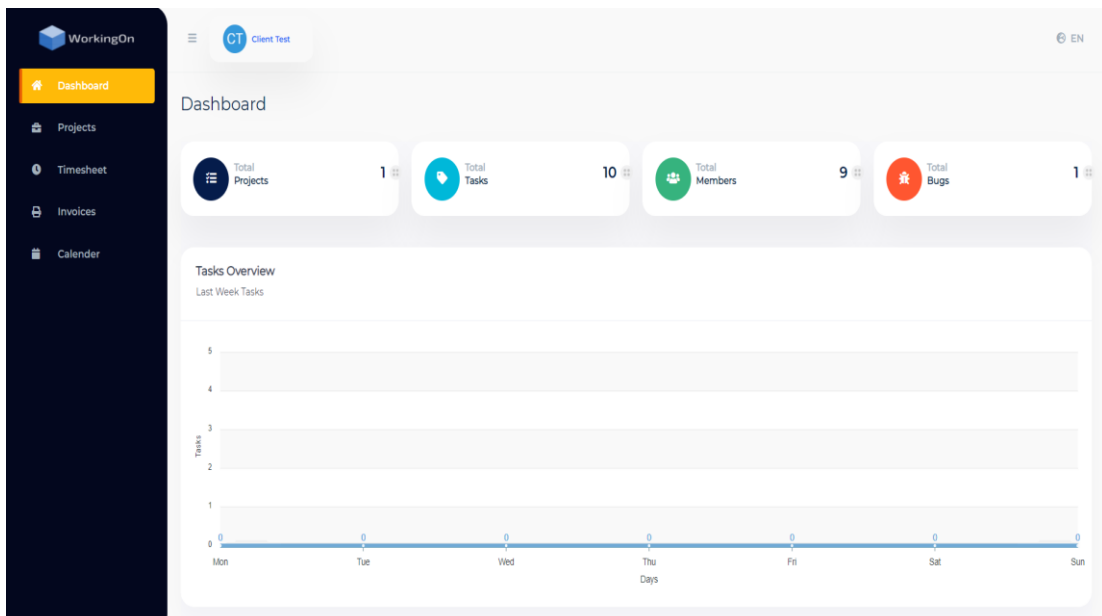 WorkingOn
CT Client Test
EN
Dashboard
Projects
Timesheet
Invoices
Calender
Dashboard
Total
Projects
1
Total
Tasks
10
Total
Members
9
Total
Bugs
1
Tasks Overview
Last Week Tasks
5
4
3
2
1
0
Tasks
0 0 0 0 0 0 0
Mon Tue Wed Thu Fri Sat Sun
Days